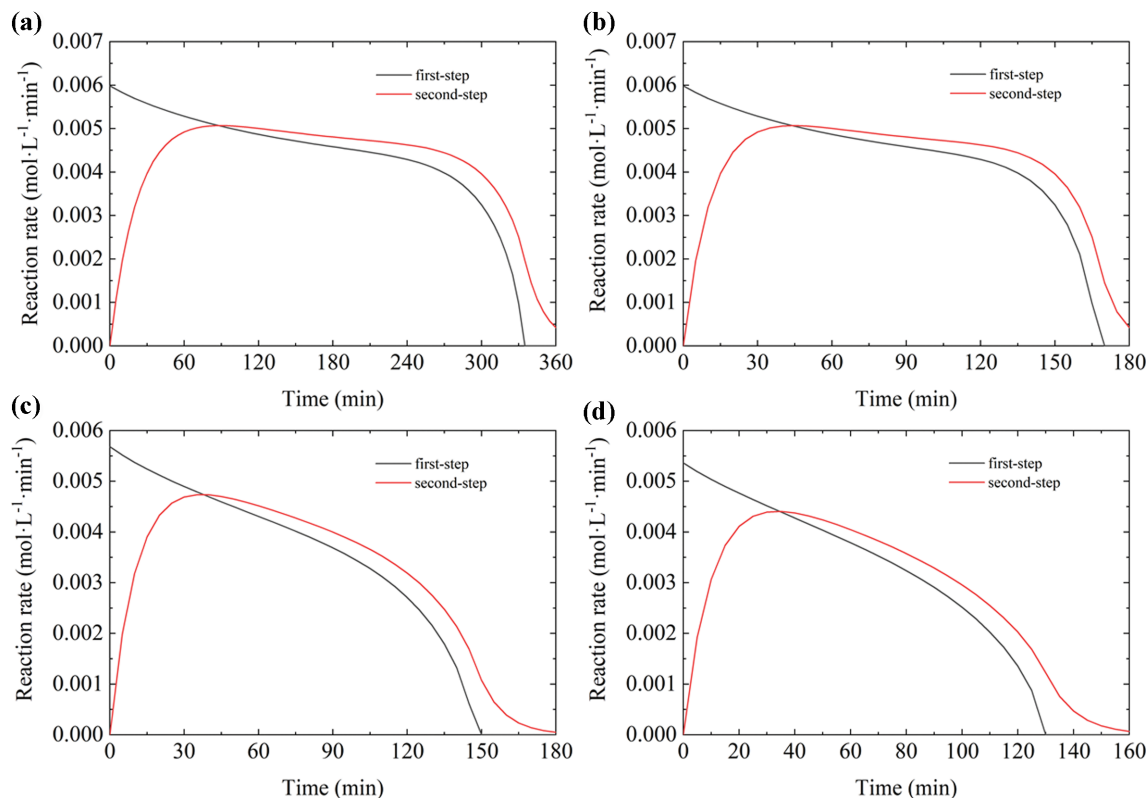 (a)
0.007
0.006
0.005
0.004
0.003
0.002
0.001
0.000
Reaction rate (mol·L⁻¹·min⁻¹)
first-step
second-step
0 60 120 180 240 300 360
Time (min)
(b)
0.007
0.006
0.005
0.004
0.003
0.002
0.001
0.000
Reaction rate (mol·L⁻¹·min⁻¹)
first-step
second-step
0 30 60 90 120 150 180
Time (min)
(c)
0.006
0.005
0.004
0.003
0.002
0.001
0.000
Reaction rate (mol·L⁻¹·min⁻¹)
first-step
second-step
0 30 60 90 120 150 180
Time (min)
(d)
0.006
0.005
0.004
0.003
0.002
0.001
0.000
Reaction rate (mol·L⁻¹·min⁻¹)
first-step
second-step
0 20 40 60 80 100 120 140 160
Time (min)